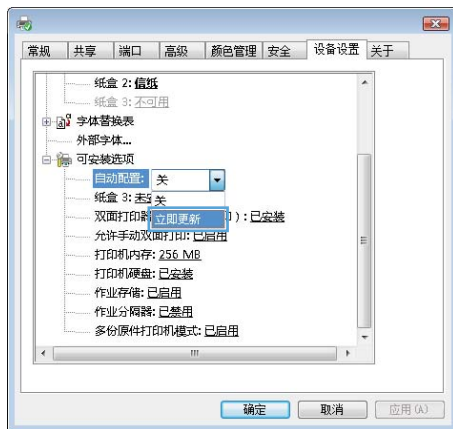 常规 共享 端口 高级 颜色管理 安全 设备设置 关于
纸盒 2: 信纸
纸盒 3: 不可用
字体替换表
外部字体...
可安装选项
自动配置: 关
纸盒 3: 未 关
双面打印 立即更新 ): 已安装
允许手动双面打印: 已启用
打印机内存: 256 MB
打印机硬盘: 已安装
作业存储: 已启用
作业分隔器: 已禁用
多份原件打印机模式: 已启用
确定 取消 应用(A)